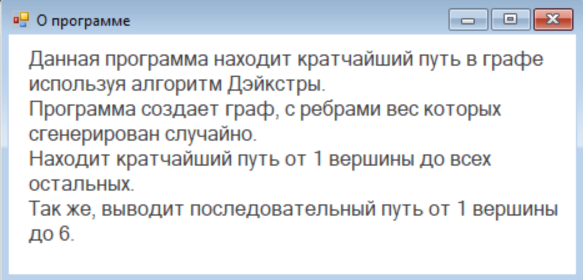 О программе
Данная программа находит кратчайший путь в графе
используя алгоритм Дэйкстры.
Программа создает граф, с ребрами вес которых
сгенерирован случайно.
Находит кратчайший путь от 1 вершины до всех
остальных.
Так же, выводит последовательный путь от 1 вершины
до 6.